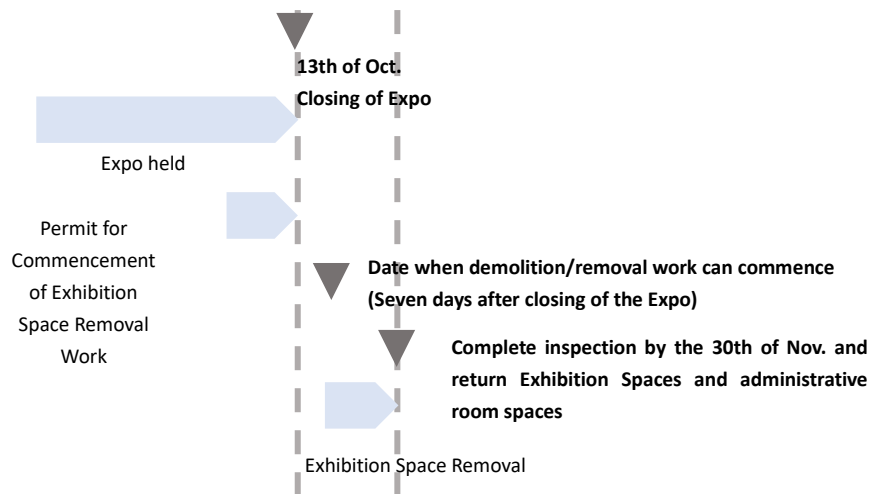 13th of Oct.
Closing of Expo
Expo held
Permit for
Commencement
of Exhibition
Space Removal
Work
Date when demolition/removal work can commence
(Seven days after closing of the Expo)
Complete inspection by the 30th of Nov. and
return Exhibition Spaces and administrative
room spaces
Exhibition Space Removal